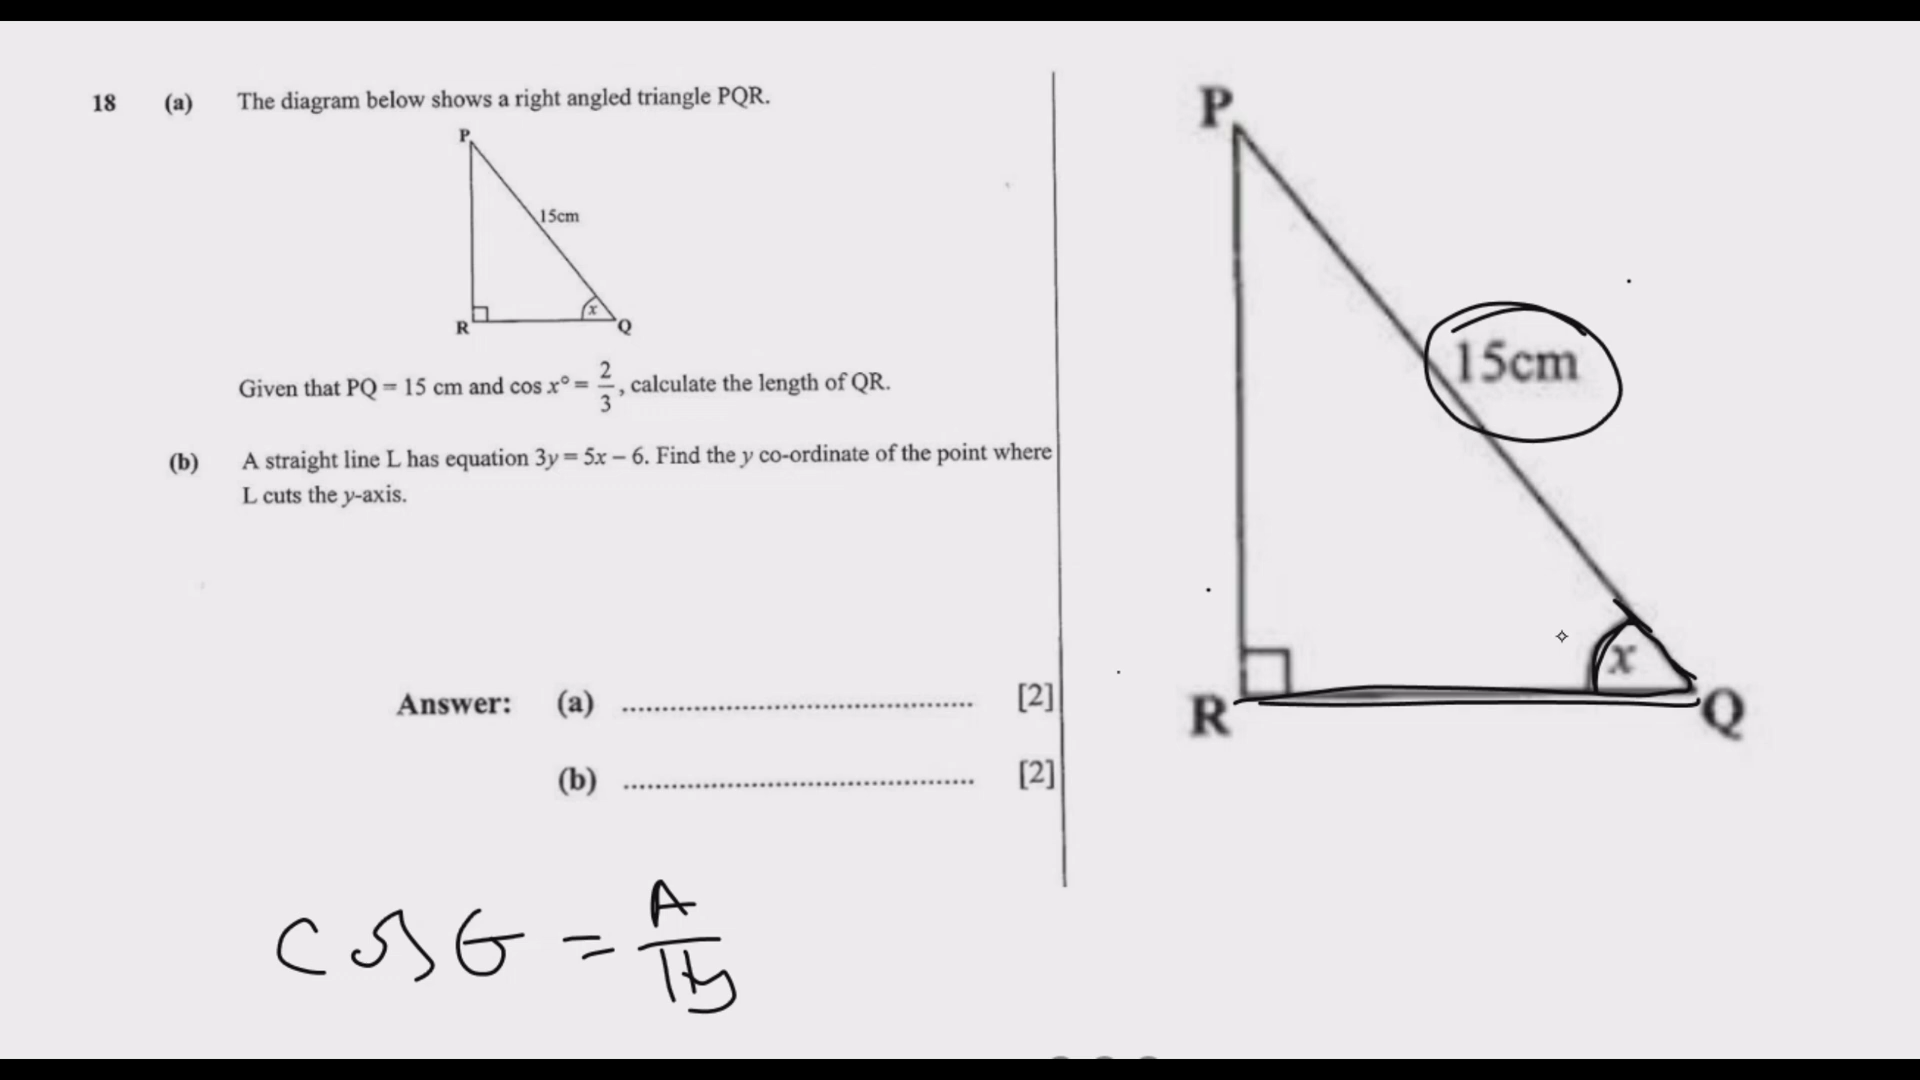 18 (a) The diagram below shows a right angled triangle PQR.
P
15cm
R
x
Q
Given that PQ = 15 cm and cos x° = 2/3, calculate the length of QR.
(b) A straight line L has equation 3y = 5x – 6. Find the y co-ordinate of the point where
L cuts the y-axis.
Answer: (a) ........................................ [2]
(b) ........................................ [2]
P
15cm
x
R
Q
cos θ = A/Hy